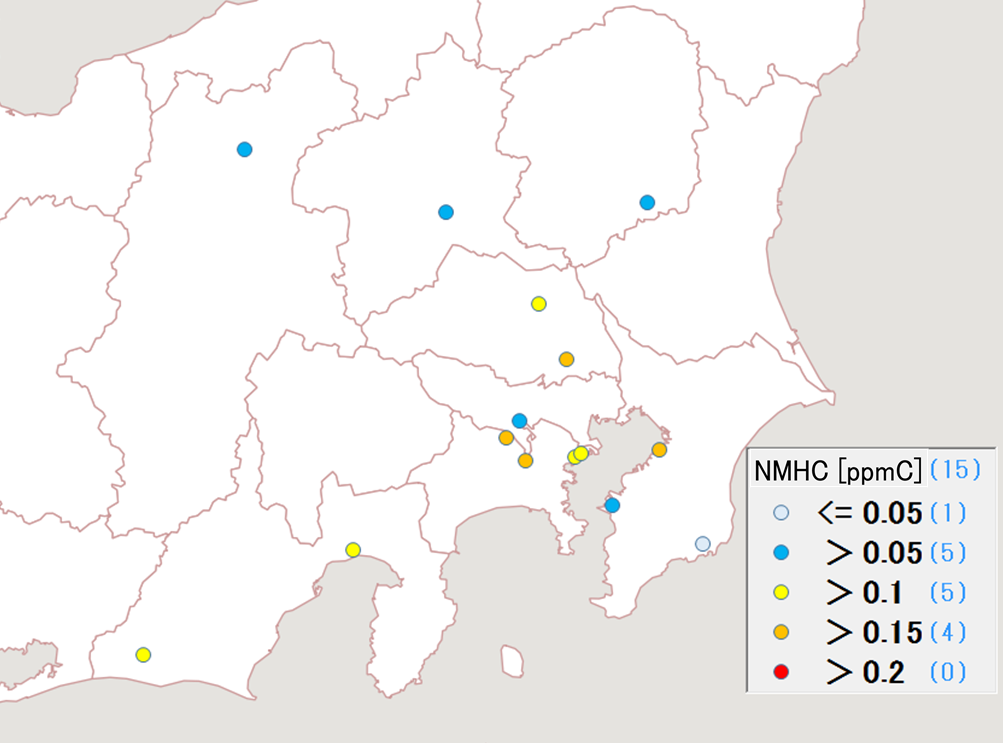 NMHC [ppmC] (15)
<= 0.05 (1)
> 0.05 (5)
> 0.1 (5)
> 0.15 (4)
> 0.2 (0)